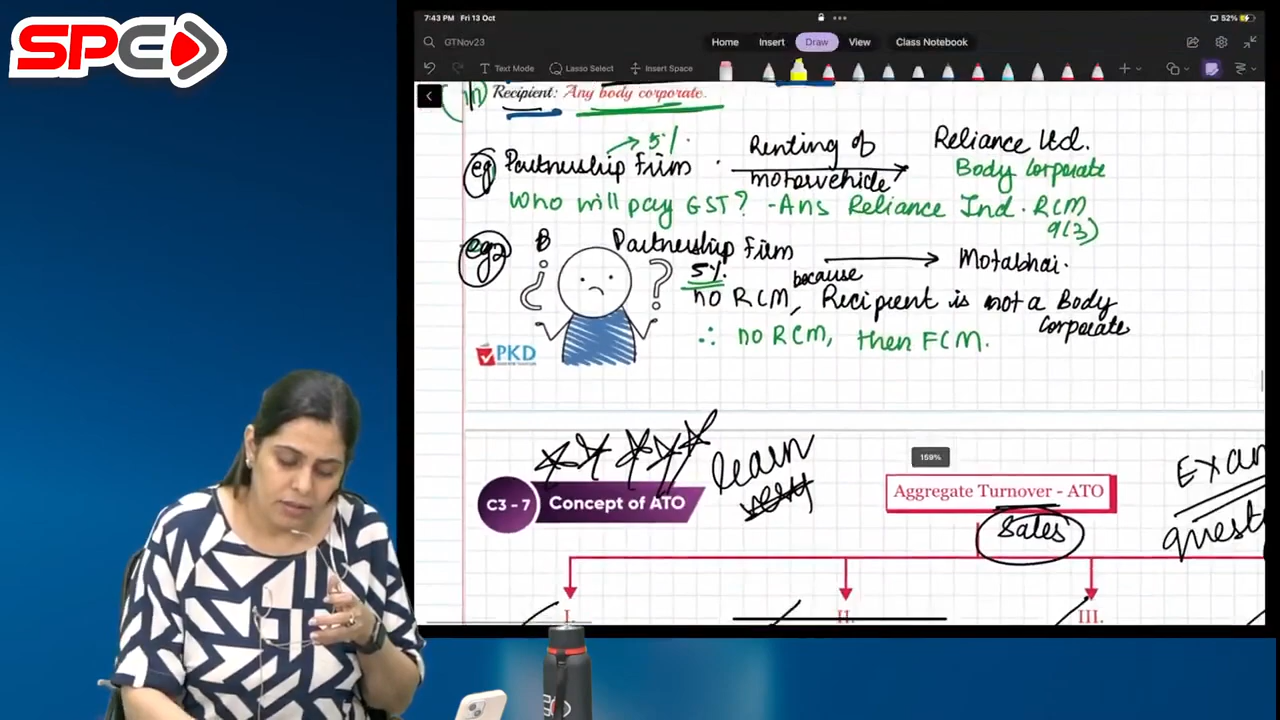 SPC
7:43 PM Fri 13 Oct
52%
GTNov23
Home Insert Draw View Class Notebook
Text Mode Lasso Select Insert Space
(iii) Recipient: Any body corporate.
eg Partnership Firm → 5%. Renting of motorvehicle Reliance Ltd.
Body Corporate
Who will pay GST? - Ans Reliance Ind. RCM
9(3)
eg2 B Partnership Firm → Motabhai.
5%.
no RCM, because Recipient is not a Body Corporate
∴ no RCM, then FCM.
PKD
learn
159%
C3 - 7 Concept of ATO
Aggregate Turnover - ATO
Sales
Exam
Quest
I. II. III.